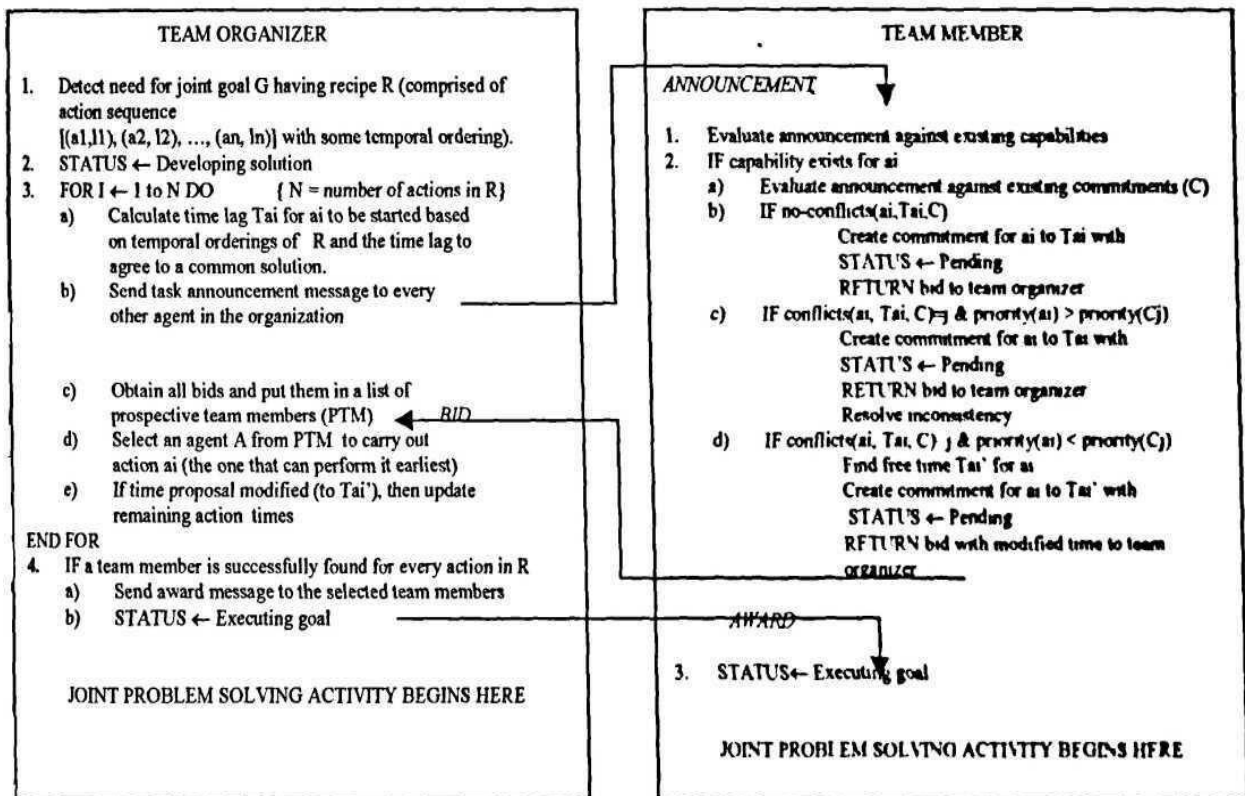 TEAM ORGANIZER
1. Detect need for joint goal G having recipe R (comprised of
action sequence
[(a1,l1), (a2, l2), …, (an, ln)] with some temporal ordering).
2. STATUS ← Developing solution
3. FOR I ← 1 to N DO { N = number of actions in R}
a) Calculate time lag Tai for ai to be started based
on temporal orderings of R and the time lag to
agree to a common solution.
b) Send task announcement message to every
other agent in the organization
c) Obtain all bids and put them in a list of
prospective team members (PTM)
d) Select an agent A from PTM to carry out
action ai (the one that can perform it earliest)
e) If time proposal modified (to Tai'), then update
remaining action times
END FOR
4. IF a team member is successfully found for every action in R
a) Send award message to the selected team members
b) STATUS ← Executing goal
JOINT PROBLEM SOLVING ACTIVITY BEGINS HERE
TEAM MEMBER
ANNOUNCEMENT
1. Evaluate announcement against existing capabilities
2. IF capability exists for ai
a) Evaluate announcement against existing commitments (C)
b) IF no-conflicts(ai,Tai,C)
Create commitment for ai to Tai with
STATUS ← Pending
RETURN bid to team organizer
c) IF conflicts(ai, Tai, C)=j & priority(ai) > priority(Cj)
Create commitment for ai to Tai with
STATUS ← Pending
RETURN bid to team organizer
Resolve inconsistency
BID
d) IF conflicts(ai, Tai, C) j & priority(ai) < priority(Cj)
Find free time Tai' for ai
Create commitment for ai to Tai' with
STATUS ← Pending
RETURN bid with modified time to team
organizer
AWARD
3. STATUS← Executing goal
JOINT PROBLEM SOLVING ACTIVITY BEGINS HERE